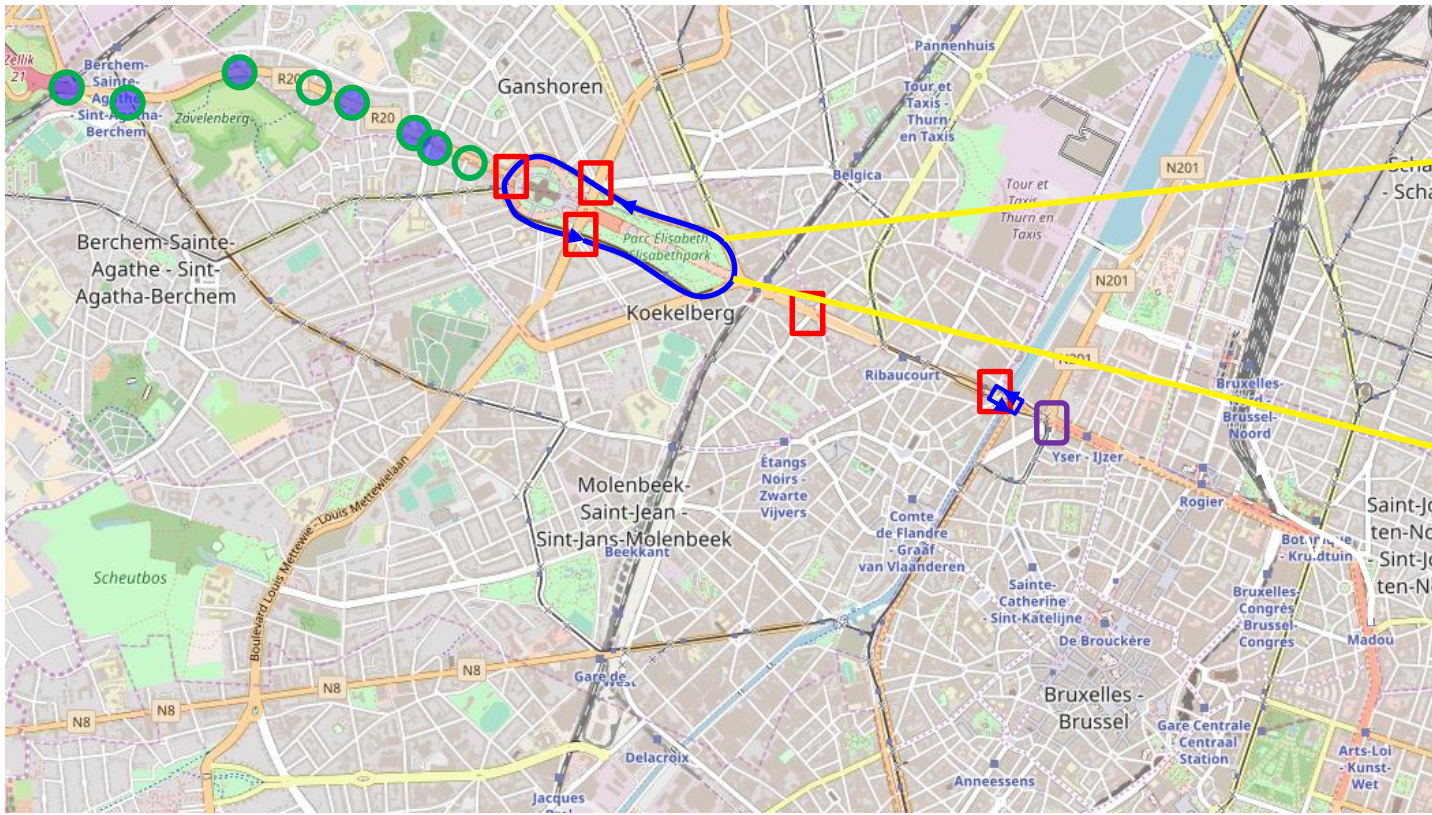 Zellik
21
Berchem-
Sainte-
Agathe
- Sint-Agatha-
Berchem
R20
Zavelenberg
R20
Ganshoren
Pannenhuis
Tour et
Taxis -
Thurn
en Taxis
Belgica
N201
Tour et
Taxis -
Thurn en
Taxis
Scha
- Scha
Berchem-Sainte-
Agathe - Sint-
Agatha-Berchem
Parc Élisabeth
- Elisabethpark
Koekelberg
N201
N201
Ribaucourt
Bruxelles-
Nord -
Brussel-
Noord
Yser - Ijzer
Rogier
Étangs
Noirs -
Zwarte
Vijvers
Molenbeek-
Saint-Jean -
Sint-Jans-Molenbeek
Beekkant
Comte
de Flandre
- Graaf
van Vlaanderen
Saint-Jo
ten-No
- Sint-Jo
ten-N
Botanique
- Kruidtuin
Scheutbos
Boulevard Louis Mettewie - Louis Mettewielaan
Sainte-
Catherine
- Sint-Katelijne
De Brouckère
Bruxelles-
Congrès
Brussel
Congres
Madou
Gare de
West
N8
N8
N8
Bruxelles -
Brussel
Gare Centrale
- Centraal
Station
Delacroix
Anneessens
Arts-Loi
- Kunst-
Wet
Jacques
Brel